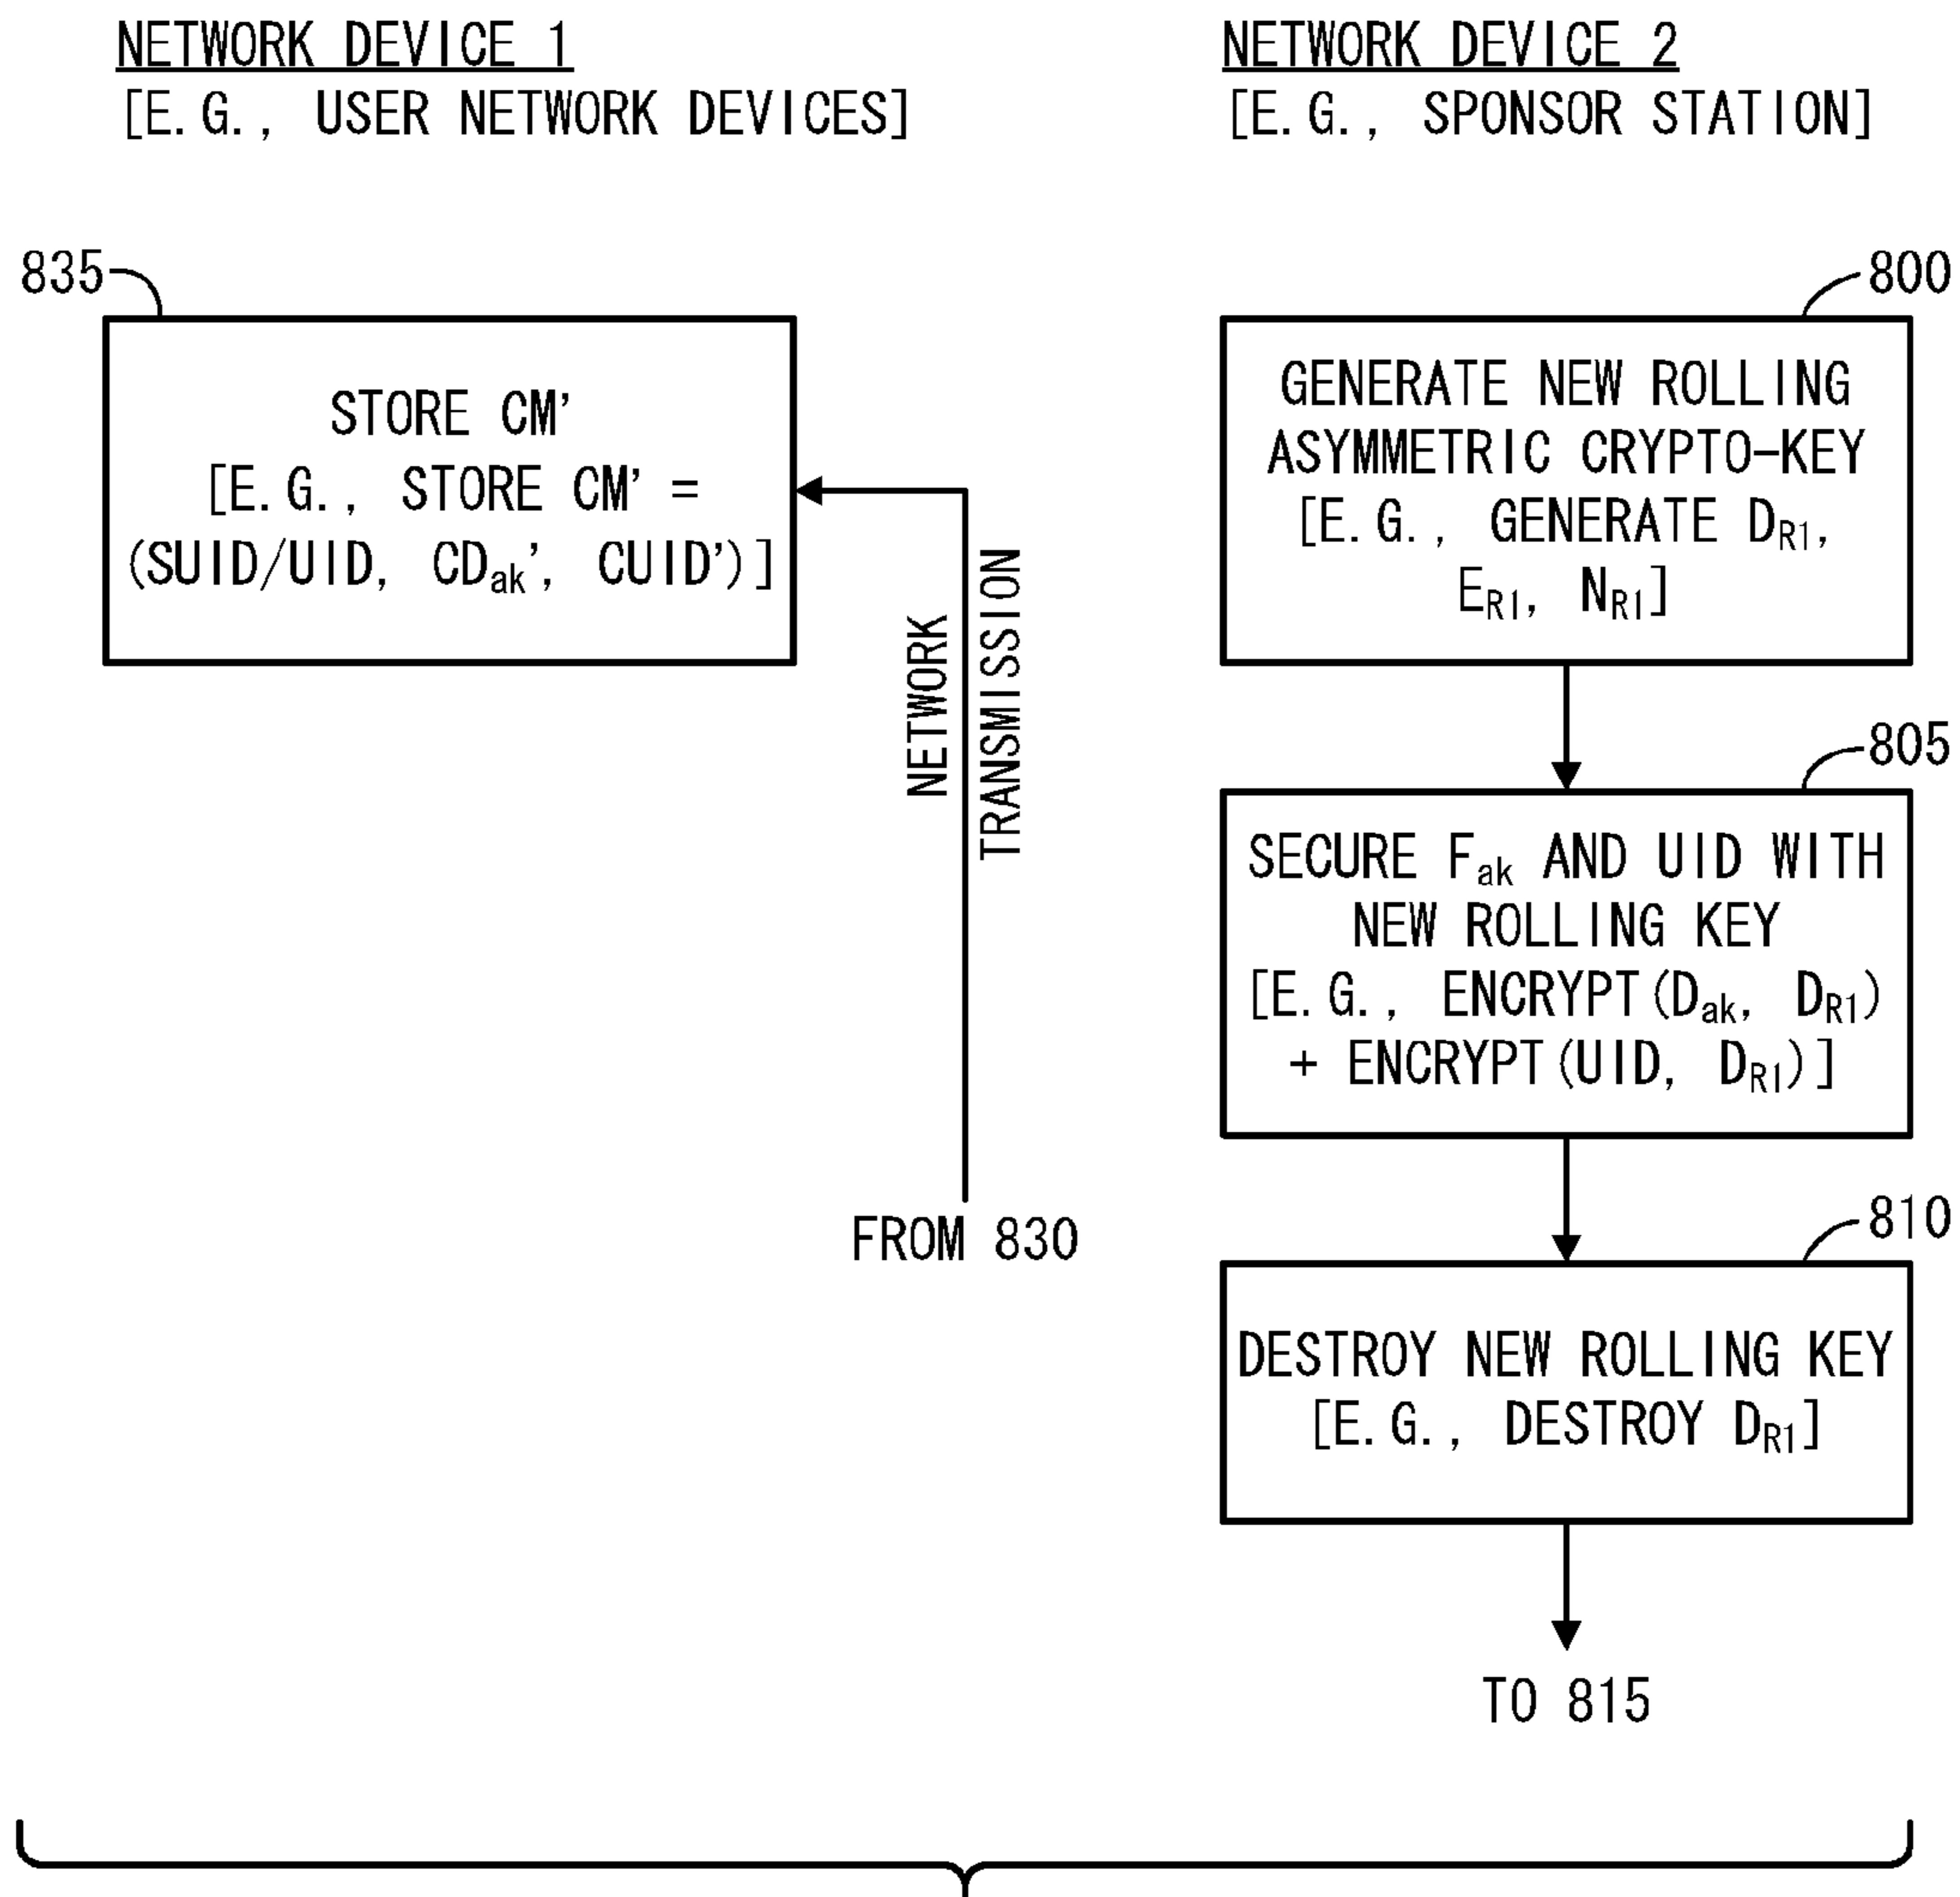 NETWORK DEVICE 1
[E.G., USER NETWORK DEVICES]
NETWORK DEVICE 2
[E.G., SPONSOR STATION]
835
STORE CM'
[E.G., STORE CM' =
(SUID/UID, CDak', CUID')]
NETWORK
TRANSMISSION
FROM 830
800
GENERATE NEW ROLLING
ASYMMETRIC CRYPTO-KEY
[E.G., GENERATE DR1,
ER1, NR1]
805
SECURE Fak AND UID WITH
NEW ROLLING KEY
[E.G., ENCRYPT(Dak, DR1)
+ ENCRYPT(UID, DR1)]
810
DESTROY NEW ROLLING KEY
[E.G., DESTROY DR1]
TO 815